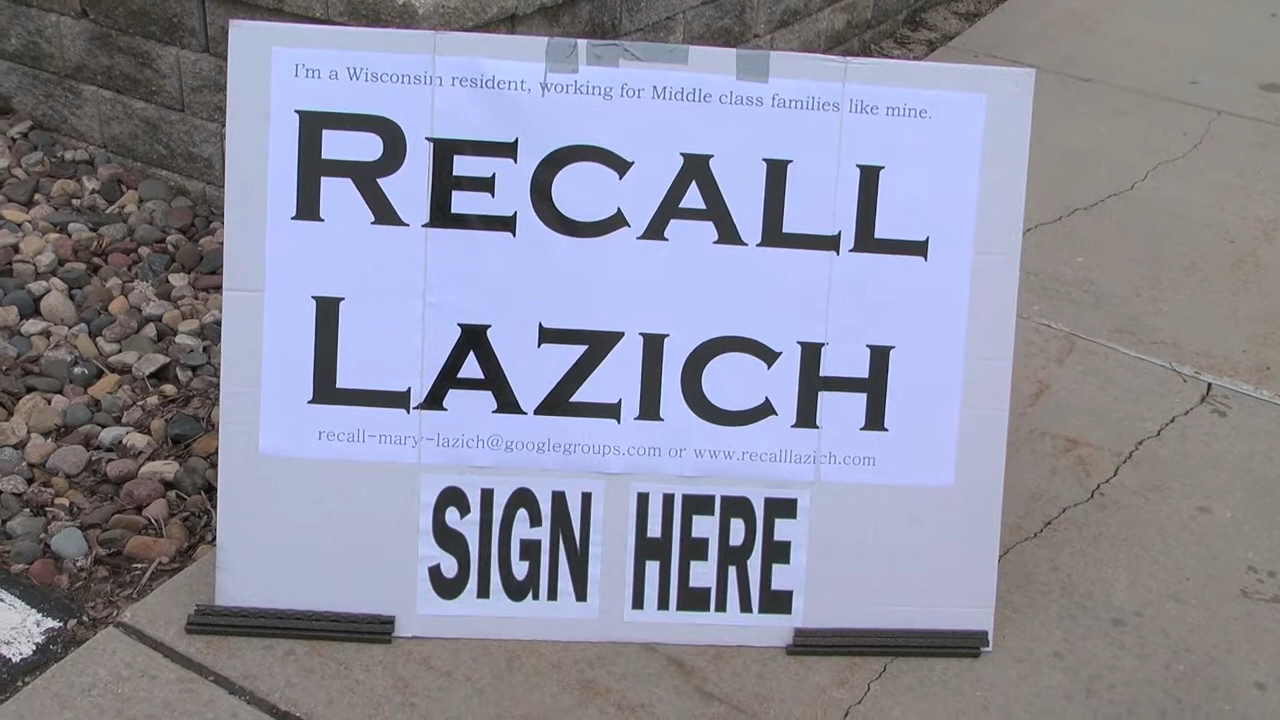 I'm a Wisconsin resident, working for Middle class families like mine.
RECALL
LAZICH
recall-mary-lazich@googlegroups.com or www.recalllazich.com
SIGN HERE